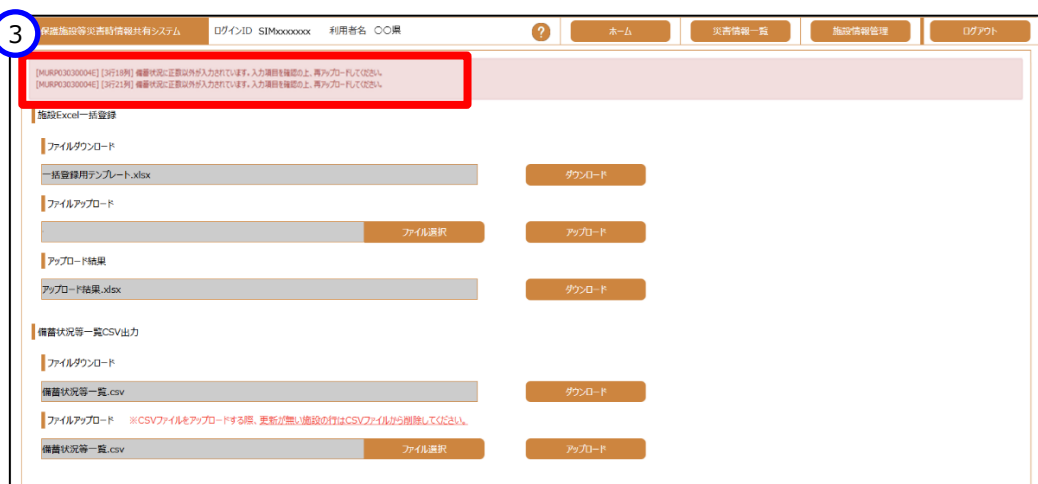 3
保護施設等災害時情報共有システム ログインID SIMxxxxxxx 利用者名 〇〇県 ? ホーム 災害情報一覧 施設情報管理 ログアウト
[MURP03030004E] [3行18列] 備蓄状況に正数以外が入力されています。入力項目を確認の上、再アップロードしてください。
[MURP03030004E] [3行21列] 備蓄状況に正数以外が入力されています。入力項目を確認の上、再アップロードしてください。
施設Excel一括登録
ファイルダウンロード
一括登録用テンプレート.xlsx ダウンロード
ファイルアップロード
ファイル選択 アップロード
アップロード結果
アップロード結果.xlsx ダウンロード
備蓄状況等一覧CSV出力
ファイルダウンロード
備蓄状況等一覧.csv ダウンロード
ファイルアップロード ※CSVファイルをアップロードする際、更新が無い施設の行はCSVファイルから削除してください。
備蓄状況等一覧.csv ファイル選択 アップロード